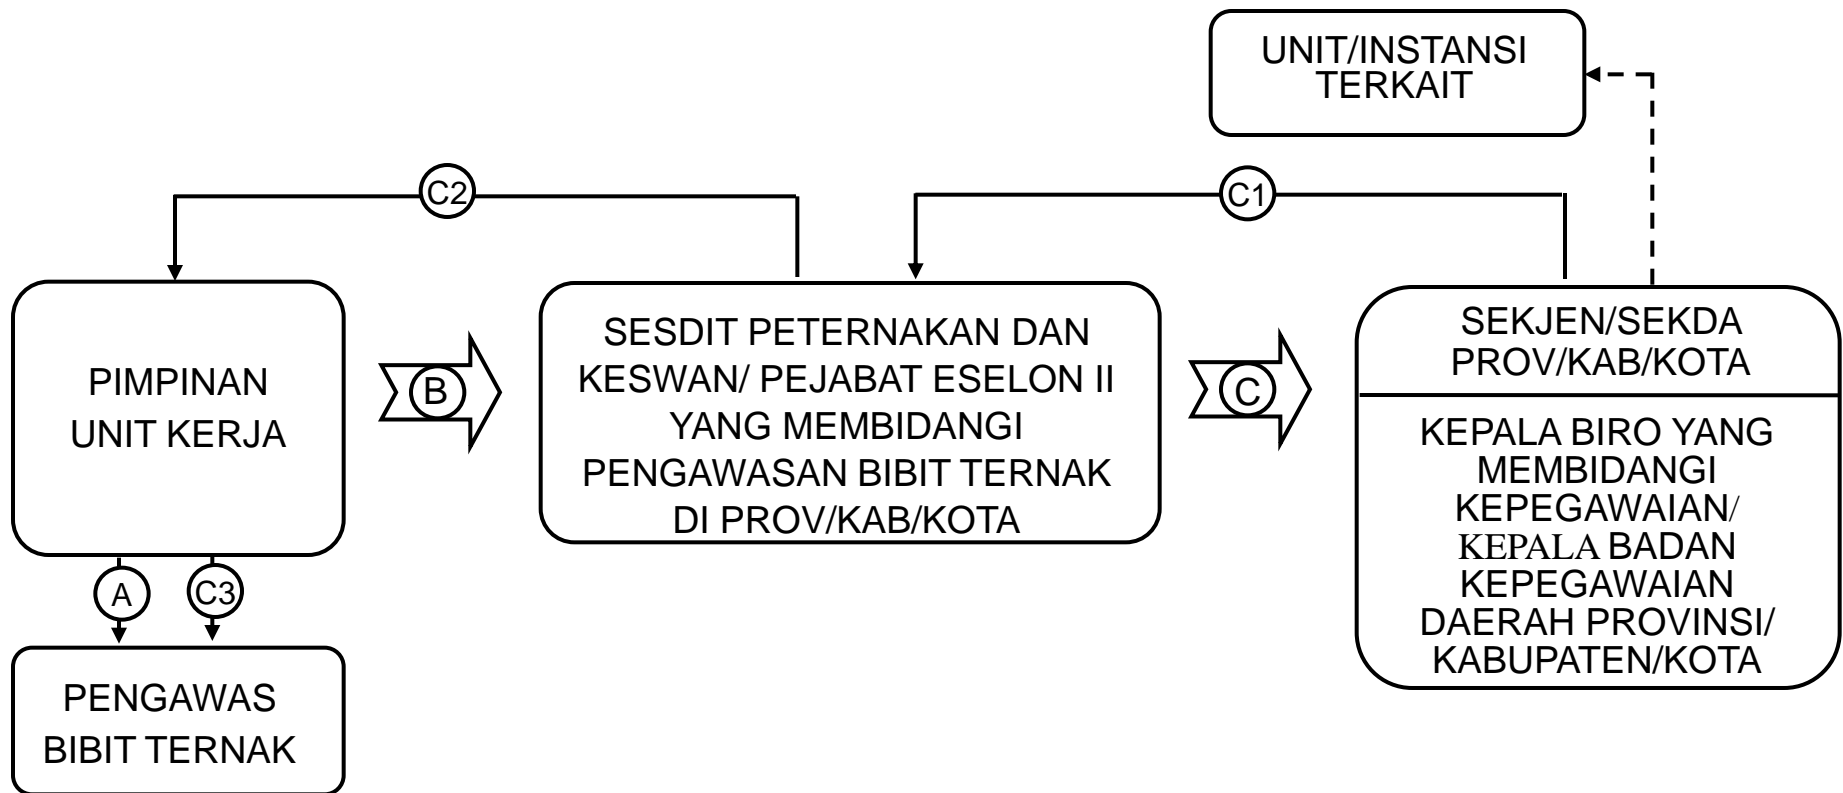 UNIT/INSTANSI
TERKAIT
C2
C1
PIMPINAN
UNIT KERJA
B
SESDIT PETERNAKAN DAN
KESWAN/ PEJABAT ESELON II
YANG MEMBIDANGI
PENGAWASAN BIBIT TERNAK
DI PROV/KAB/KOTA
C
SEKJEN/SEKDA
PROV/KAB/KOTA
KEPALA BIRO YANG
MEMBIDANGI
KEPEGAWAIAN/
KEPALA BADAN
KEPEGAWAIAN
DAERAH PROVINSI/
KABUPATEN/KOTA
A
C3
PENGAWAS
BIBIT TERNAK